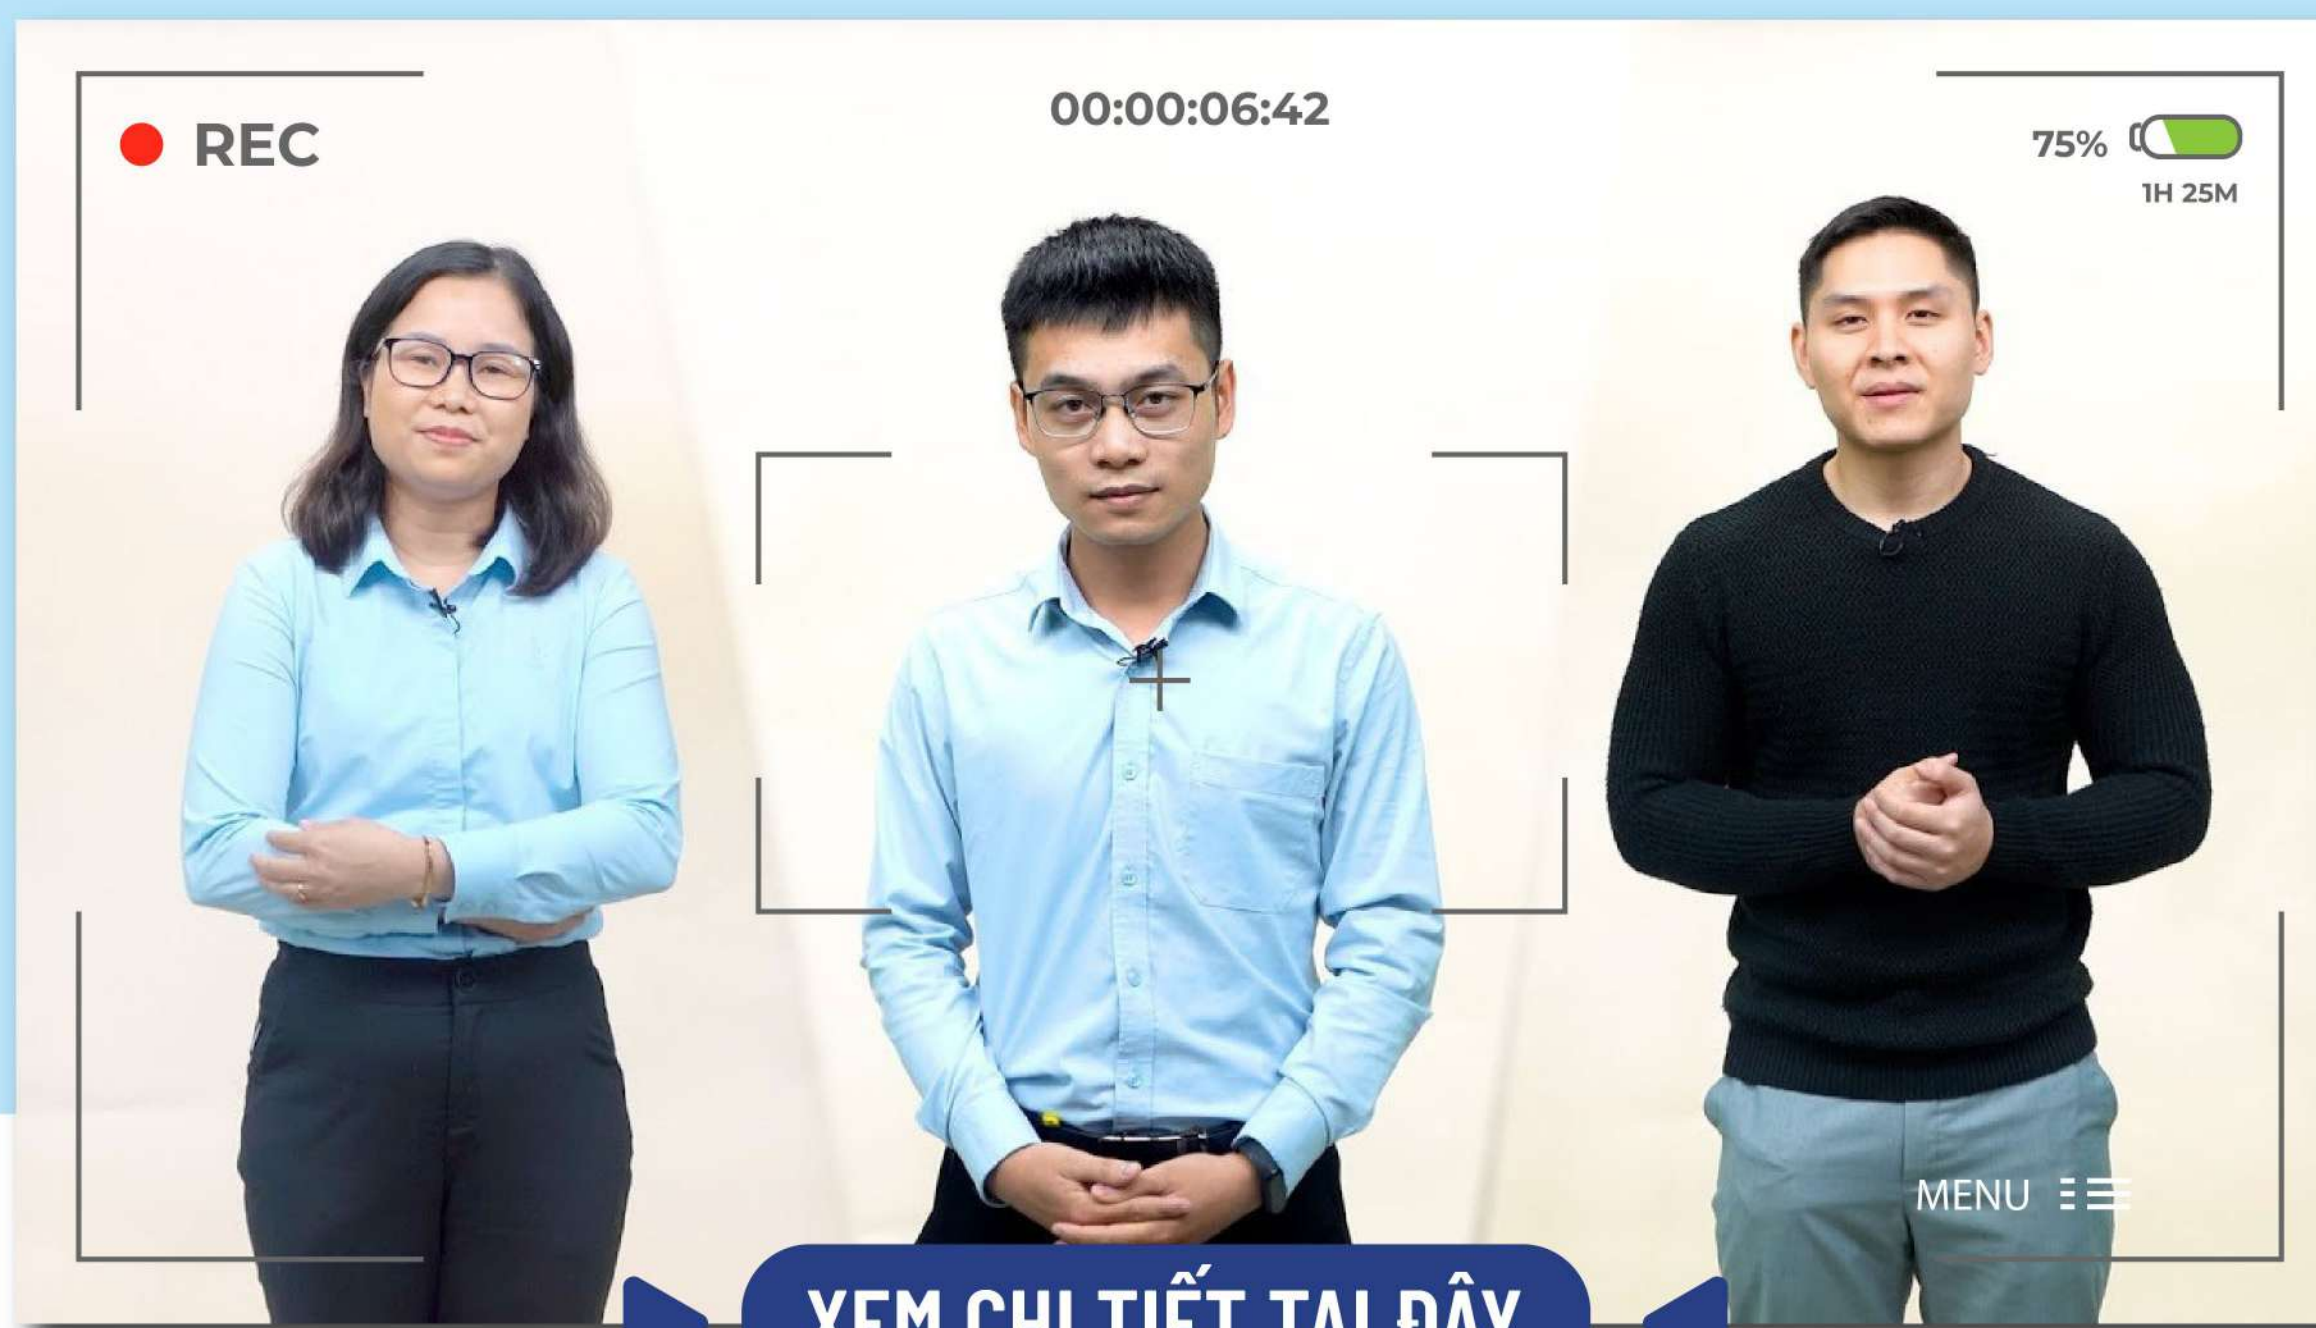 00:00:06:42
REC
75%
1H 25M
MENU
XEM CHI TIẾT TẠI ĐÂY